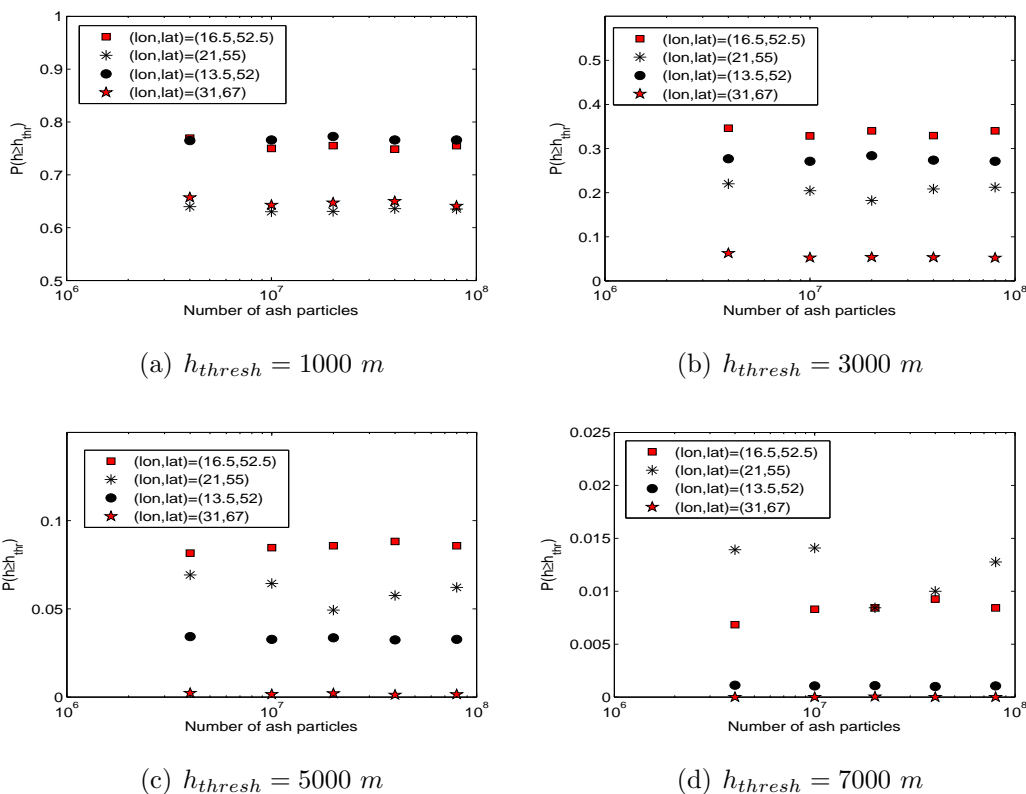 1
0.9
0.8
0.7
0.6
0.5
P(h≥h_thr)
(lon,lat)=(16.5,52.5)
(lon,lat)=(21,55)
(lon,lat)=(13.5,52)
(lon,lat)=(31,67)
10^6
10^7
10^8
Number of ash particles
(a) h_thresh = 1000 m
0.5
0.4
0.3
0.2
0.1
0
P(h≥h_thr)
(lon,lat)=(16.5,52.5)
(lon,lat)=(21,55)
(lon,lat)=(13.5,52)
(lon,lat)=(31,67)
10^6
10^7
10^8
Number of ash particles
(b) h_thresh = 3000 m
0.1
0.05
0
P(h≥h_thr)
(lon,lat)=(16.5,52.5)
(lon,lat)=(21,55)
(lon,lat)=(13.5,52)
(lon,lat)=(31,67)
10^6
10^7
10^8
Number of ash particles
(c) h_thresh = 5000 m
0.025
0.02
0.015
0.01
0.005
0
P(h≥h_thr)
(lon,lat)=(16.5,52.5)
(lon,lat)=(21,55)
(lon,lat)=(13.5,52)
(lon,lat)=(31,67)
10^6
10^7
10^8
Number of ash particles
(d) h_thresh = 7000 m